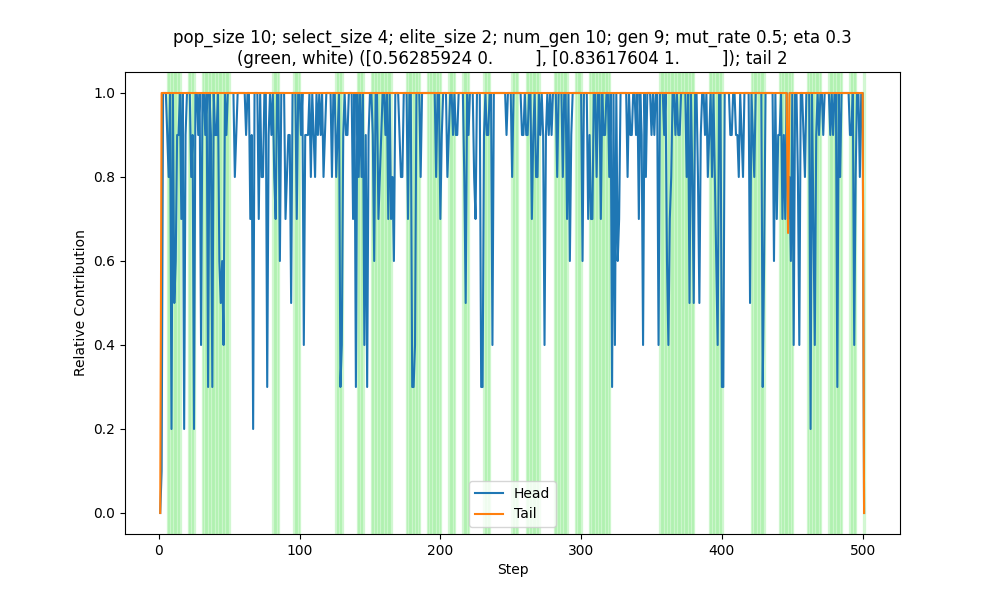 pop_size 10; select_size 4; elite_size 2; num_gen 10; gen 9; mut_rate 0.5; eta 0.3
(green, white) ([0.56285924 0.        ], [0.83617604 1.        ]); tail 2
Relative Contribution
1.0
0.8
0.6
0.4
0.2
0.0
Head
Tail
0 100 200 300 400 500
Step